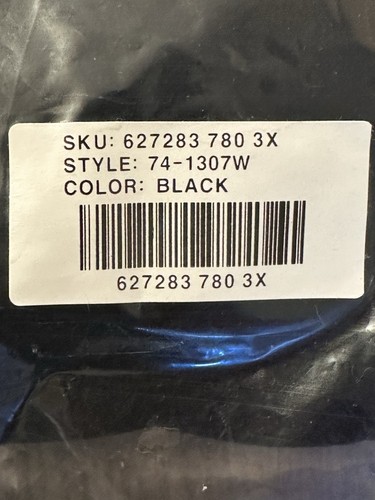 SKU: 627283 780 3X
STYLE: 74-1307W
COLOR: BLACK
627283 780 3X